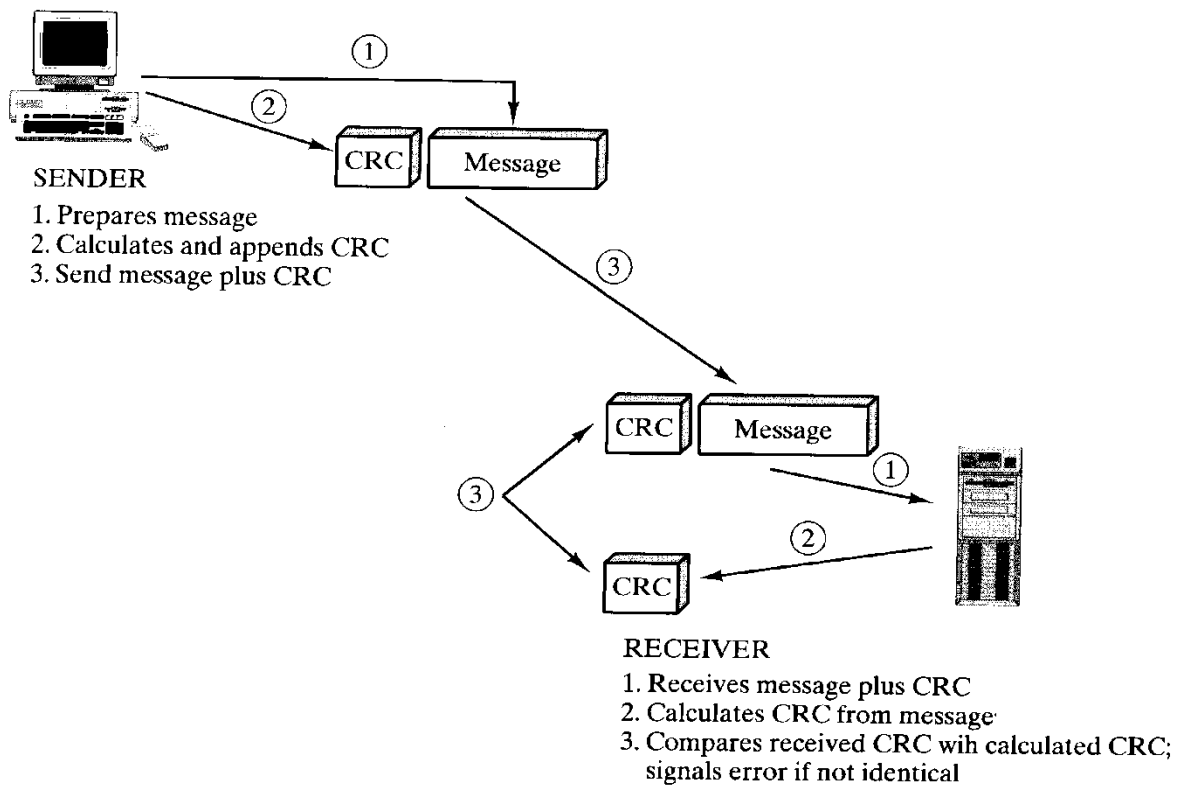 1
2
CRC
Message
SENDER
1. Prepares message
2. Calculates and appends CRC
3. Send message plus CRC
3
CRC
Message
1
3
2
CRC
RECEIVER
1. Receives message plus CRC
2. Calculates CRC from message
3. Compares received CRC wih calculated CRC;
signals error if not identical